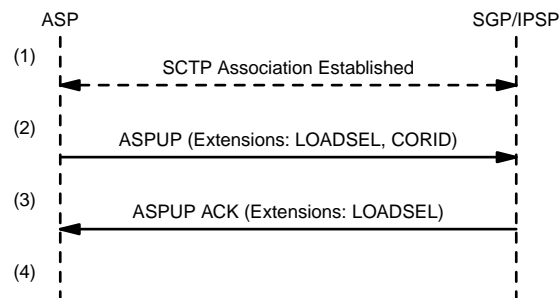 ASP SGP/IPSP
(1)
SCTP Association Established
(2)
ASPUP (Extensions: LOADSEL, CORID)
(3)
ASPUP ACK (Extensions: LOADSEL)
(4)